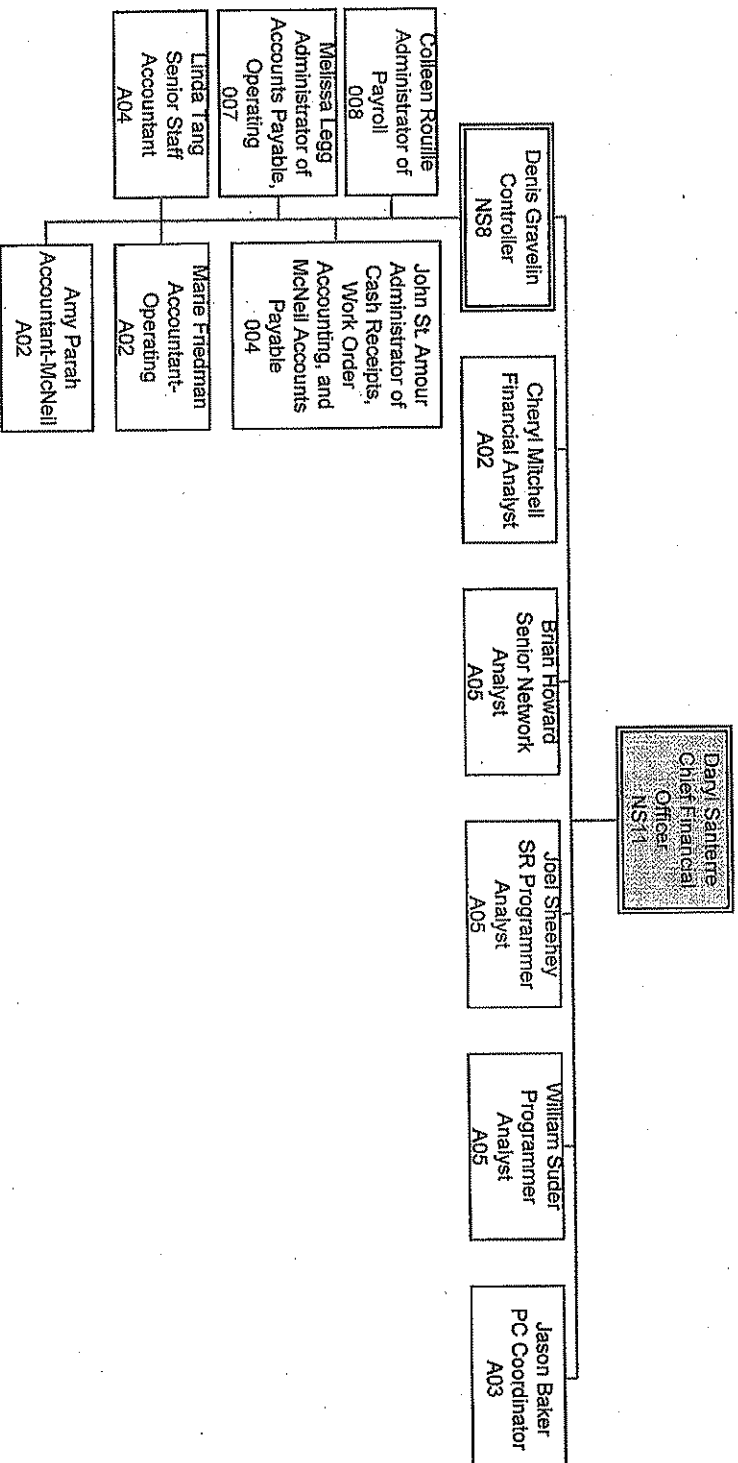 Daryl Santerre
Chief Financial
Officer
NS11
Denis Gravelin
Controller
NS8
Cheryl Mitchell
Financial Analyst
A02
Brian Howard
Senior Network
Analyst
A05
Joel Sheehey
SR Programmer
Analyst
A05
William Suder
Programmer
Analyst
A05
Jason Baker
PC Coordinator
A03
Colleen Rouille
Administrator of
Payroll
008
John St. Amour
Administrator of
Cash Receipts,
Work Order
Accounting, and
McNeil Accounts
Payable
004
Melissa Legg
Administrator of
Accounts Payable,
Operating
007
Linda Tang
Senior Staff
Accountant
A04
Marie Friedman
Accountant-
Operating
A02
Amy Parah
Accountant-McNeil
A02